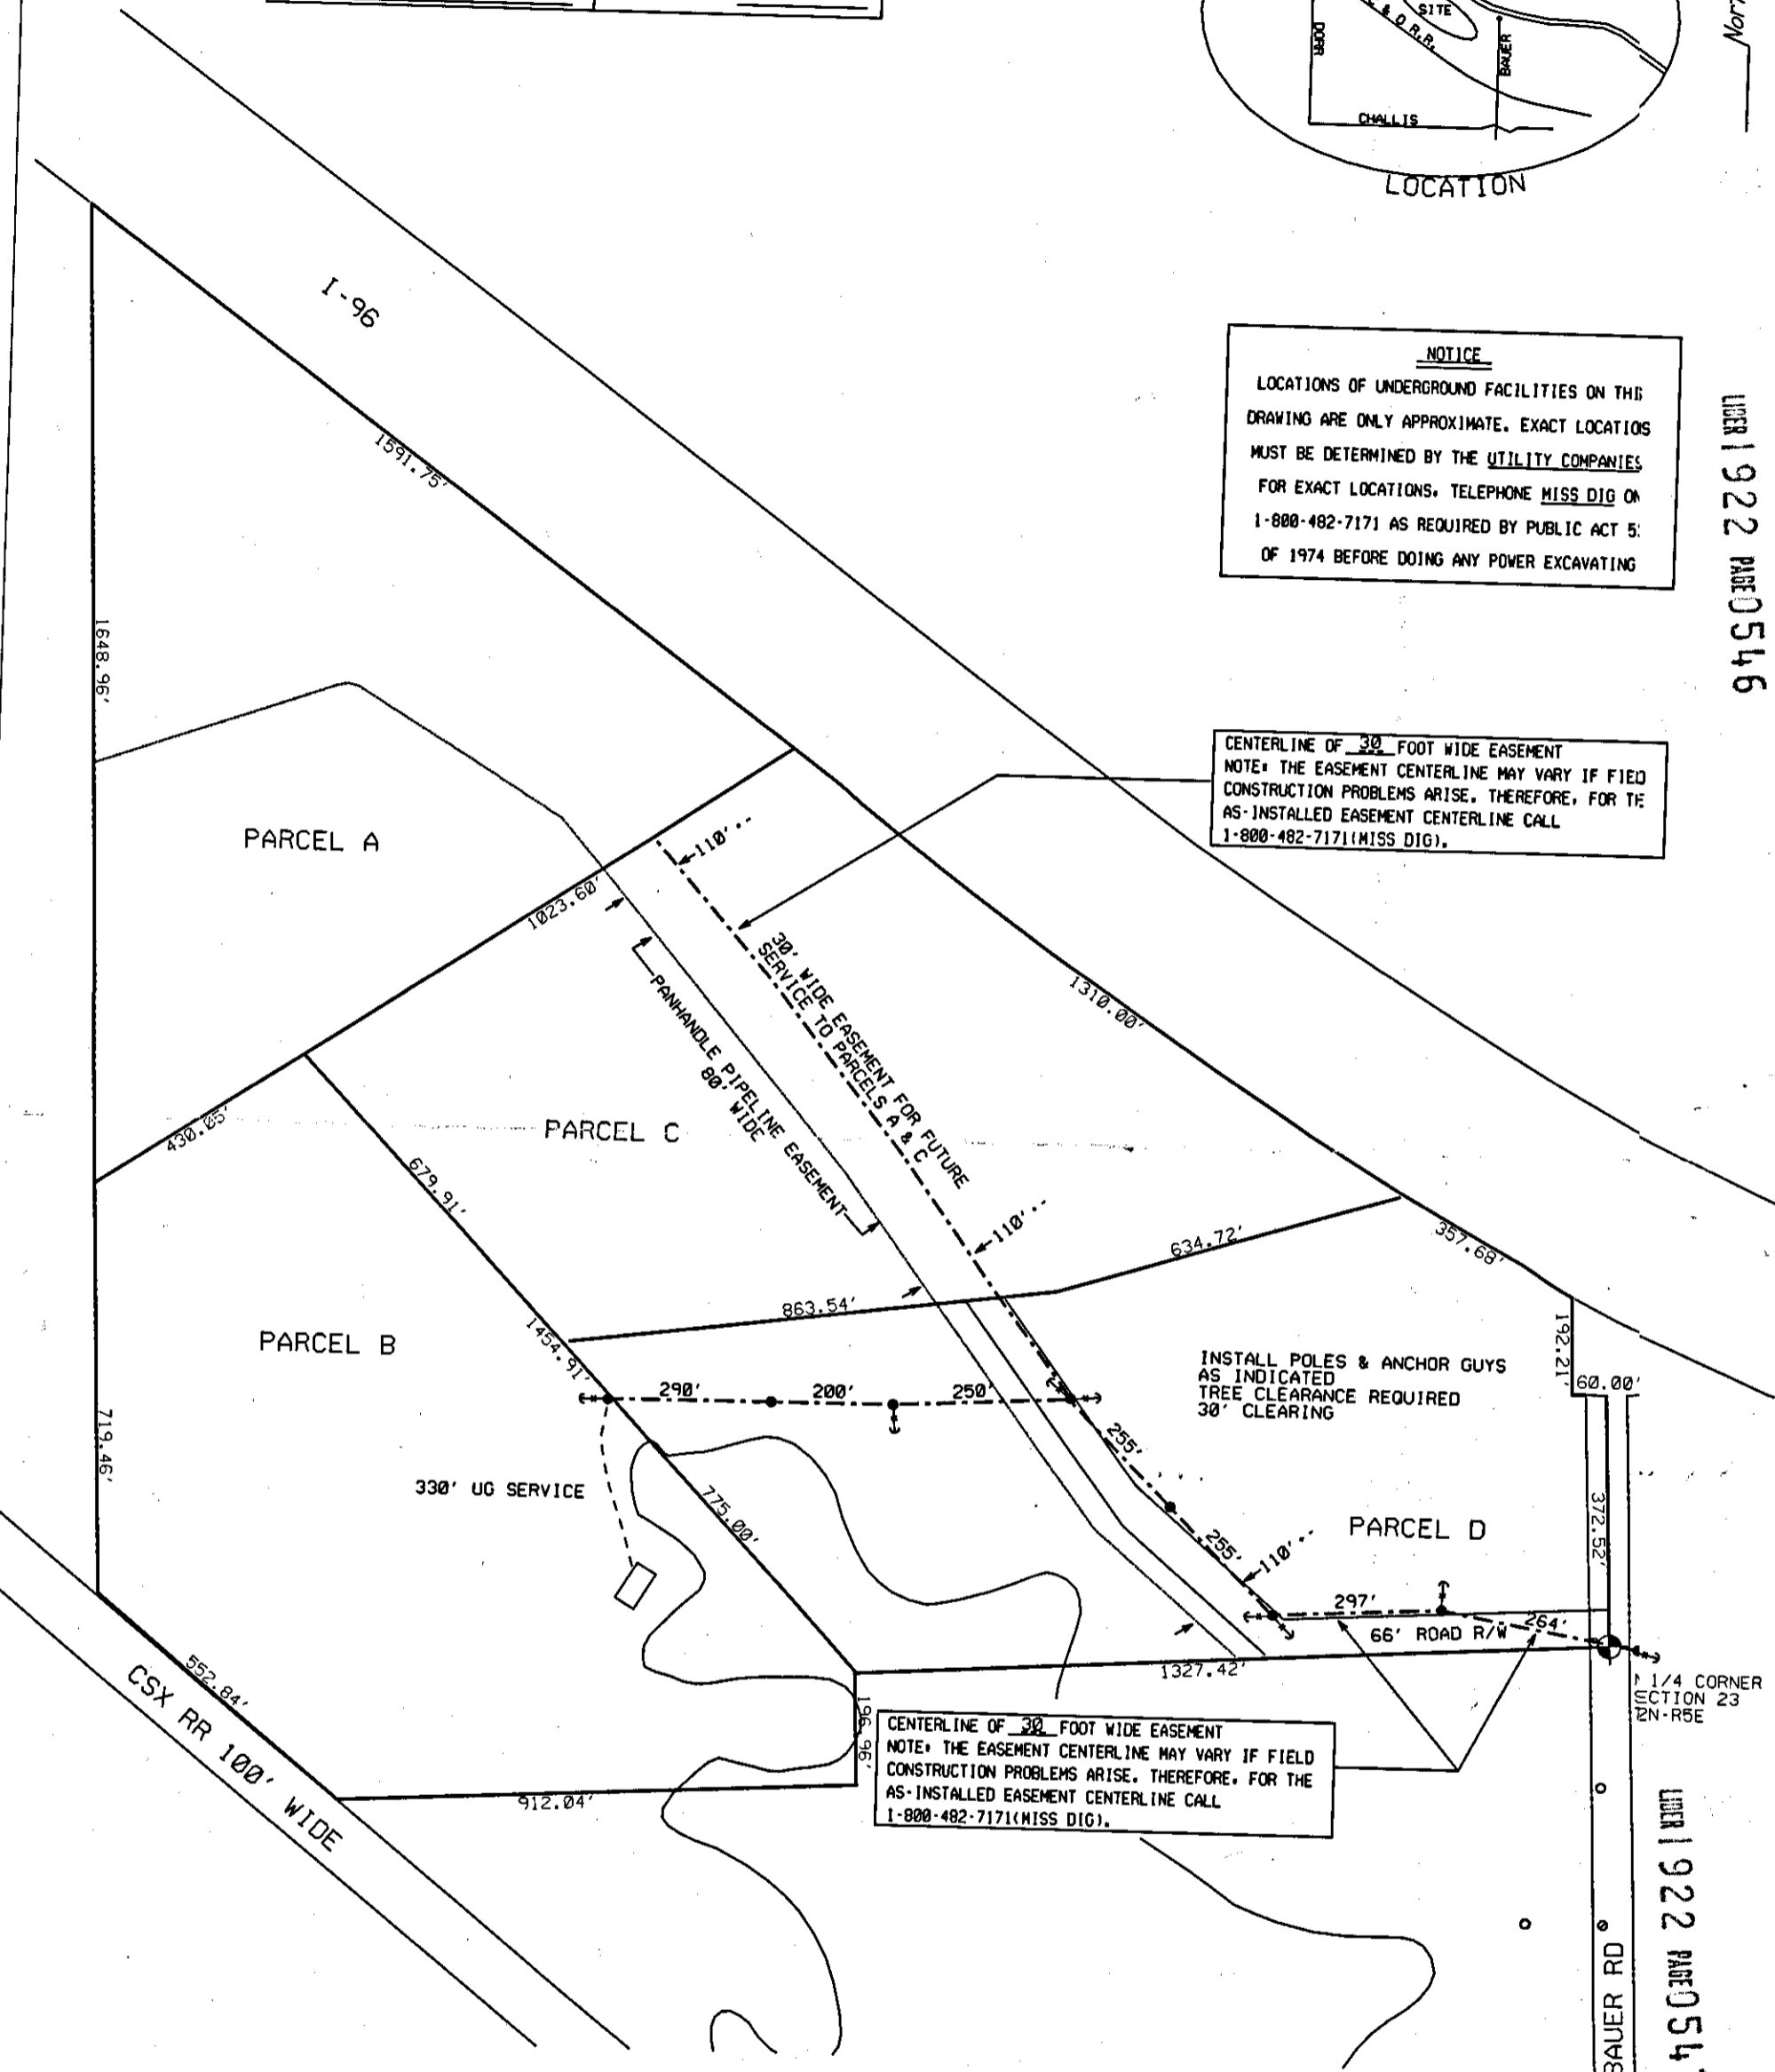 SITE
& O R.R.
DORR
BAUER
CHALLIS
LOCATION
I-96
NOTICE
LOCATIONS OF UNDERGROUND FACILITIES ON
DRAWING ARE ONLY APPROXIMATE. EXACT
MUST BE DETERMINED BY THE UTILITY COMPANIES
FOR EXACT LOCATIONS. TELEPHONE MISS DIG
1-800-482-7171 AS REQUIRED BY PUBLIC ACT
OF 1974 BEFORE DOING ANY POWER EXCAVATING
LIBER 1922 PAGE 0546
1591.75'
1648.96'
CENTERLINE OF 30 FOOT WIDE EASEMENT
NOTE: THE EASEMENT CENTERLINE MAY VARY IF
CONSTRUCTION PROBLEMS ARISE. THEREFORE, FOR
AS-INSTALLED EASEMENT CENTERLINE CALL
1-800-482-7171(MISS DIG).
PARCEL A
110'
1023.60'
30' WIDE EASEMENT FOR FUTURE
SERVICE TO PARCELS A & C
PANHANDLE PIPELINE EASEMENT
80' WIDE
1310.00'
430.05'
PARCEL C
679.91'
110'
634.72'
357.68'
863.54'
PARCEL B
1454.91'
192.21'
60.00'
INSTALL POLES & ANCHOR GUYS
AS INDICATED
TREE CLEARANCE REQUIRED
30' CLEARING
290'
200'
250'
719.46'
255'
330' UG SERVICE
775.00'
372.52'
PARCEL D
255'
110'
297'
264'
66' ROAD R/W
1327.42'
1/4 CORNER
SECTION 23
2N-R5E
552.84'
CSX RR 100' WIDE
196.96'
CENTERLINE OF 30 FOOT WIDE EASEMENT
NOTE: THE EASEMENT CENTERLINE MAY VARY IF FIELD
CONSTRUCTION PROBLEMS ARISE. THEREFORE, FOR THE
AS-INSTALLED EASEMENT CENTERLINE CALL
1-800-482-7171(MISS DIG).
912.04'
BAUER RD
LIBER 1922 PAGE 054